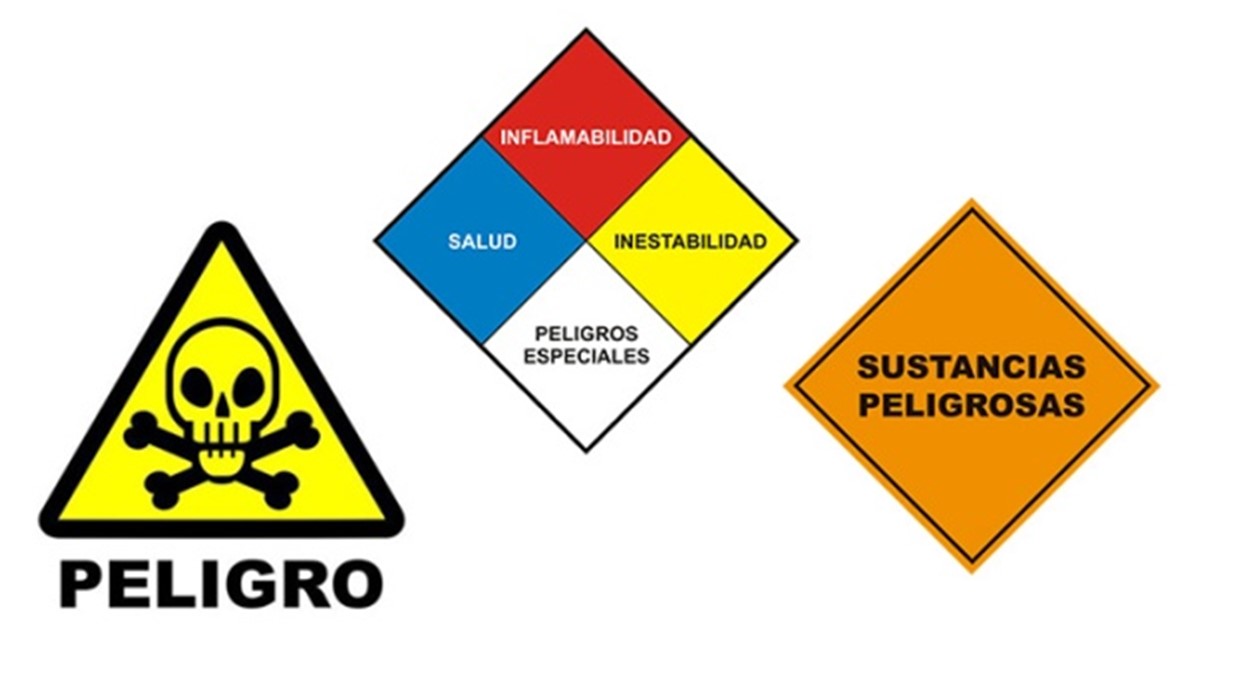 INFLAMABILIDAD
SALUD
INESTABILIDAD
PELIGROS
ESPECIALES
SUSTANCIAS
PELIGROSAS
PELIGRO